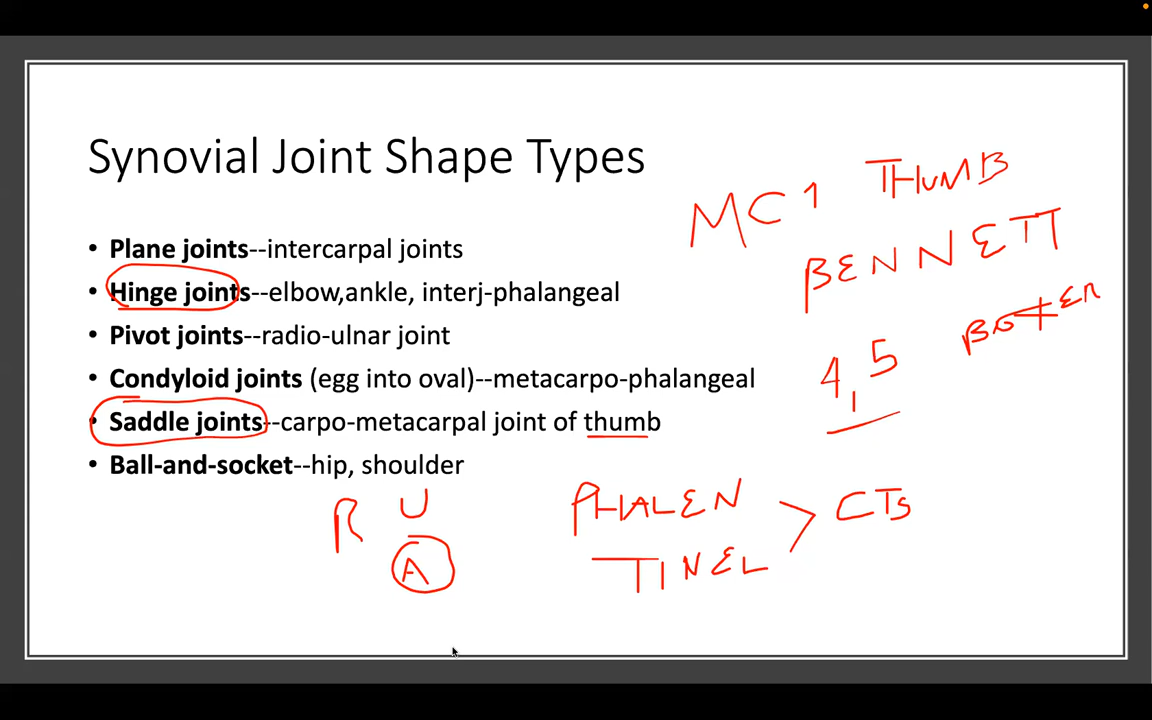 Synovial Joint Shape Types
• Plane joints--intercarpal joints
• Hinge joints--elbow,ankle, interj-phalangeal
• Pivot joints--radio-ulnar joint
• Condyloid joints (egg into oval)--metacarpo-phalangeal
• Saddle joints--carpo-metacarpal joint of thumb
• Ball-and-socket--hip, shoulder
MC 1 THUMB
BENNETT
4, 5
R U
A
PHALEN
TINEL
> CTS